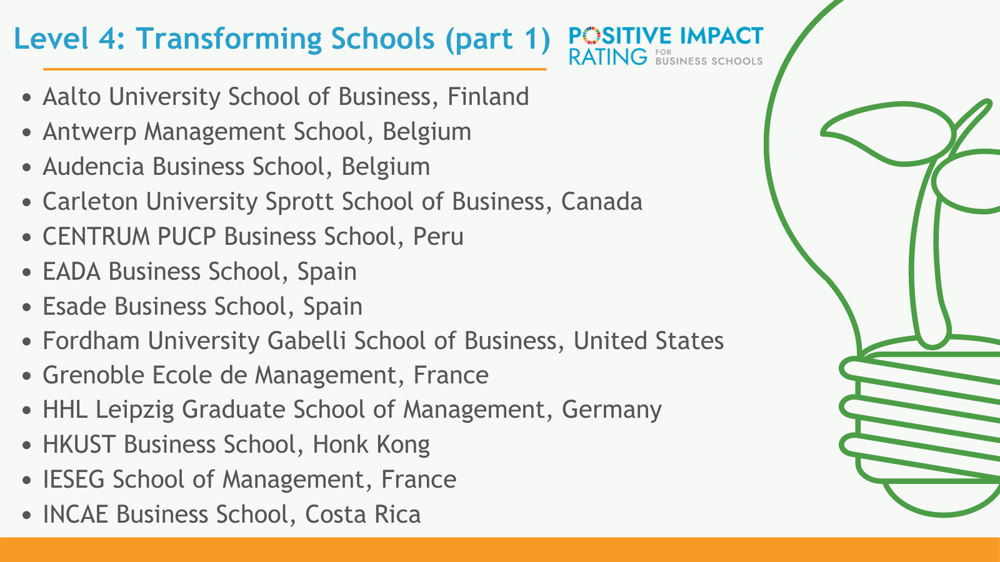 Level 4: Transforming Schools (part 1)
POSITIVE IMPACT
RATING FOR BUSINESS SCHOOLS
• Aalto University School of Business, Finland
• Antwerp Management School, Belgium
• Audencia Business School, Belgium
• Carleton University Sprott School of Business, Canada
• CENTRUM PUCP Business School, Peru
• EADA Business School, Spain
• Esade Business School, Spain
• Fordham University Gabelli School of Business, United States
• Grenoble Ecole de Management, France
• HHL Leipzig Graduate School of Management, Germany
• HKUST Business School, Honk Kong
• IESEG School of Management, France
• INCAE Business School, Costa Rica